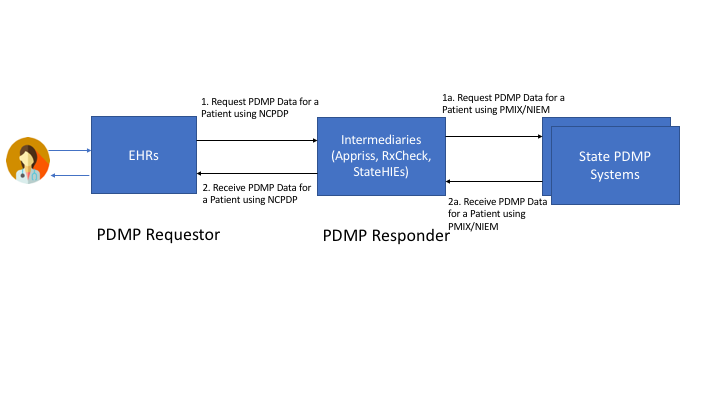 1. Request PDMP Data for a
Patient using NCPDP
1a. Request PDMP Data for a
Patient using PMIX/NIEM
EHRs
Intermediaries
(Appriss, RxCheck,
StateHIEs)
State PDMP
Systems
2. Receive PDMP Data for
a Patient using NCPDP
2a. Receive PDMP Data
for a Patient using
PMIX/NIEM
PDMP Requestor
PDMP Responder